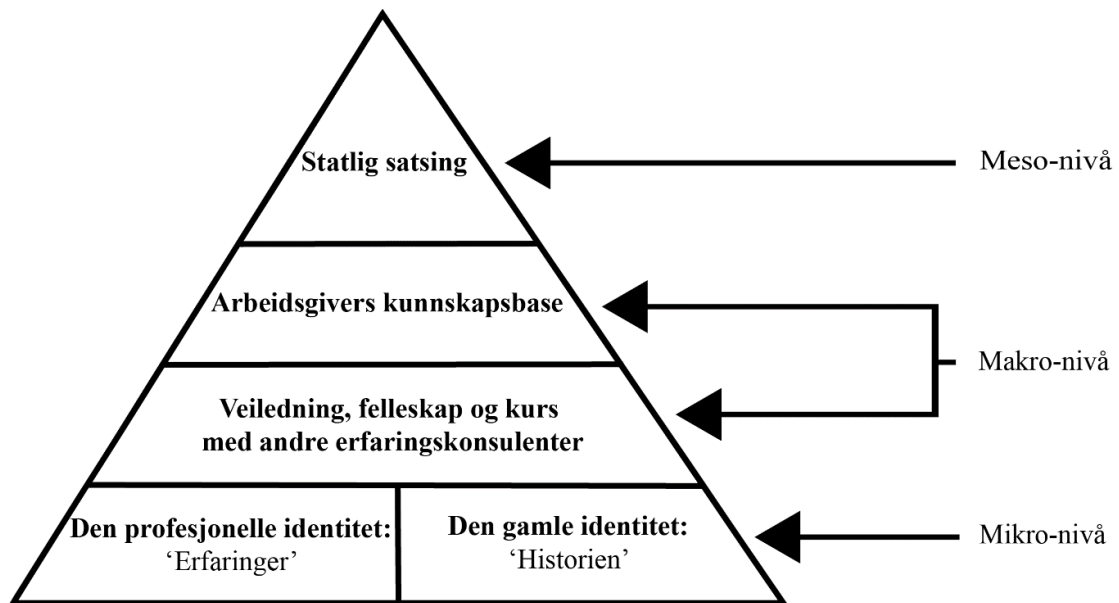 Statlig satsing
Meso-nivå
Arbeidsgivers kunnskapsbase
Makro-nivå
Veiledning, felleskap og kurs
med andre erfaringskonsulenter
Den profesjonelle identitet:
‘Erfaringer’
Den gamle identitet:
‘Historien’
Mikro-nivå